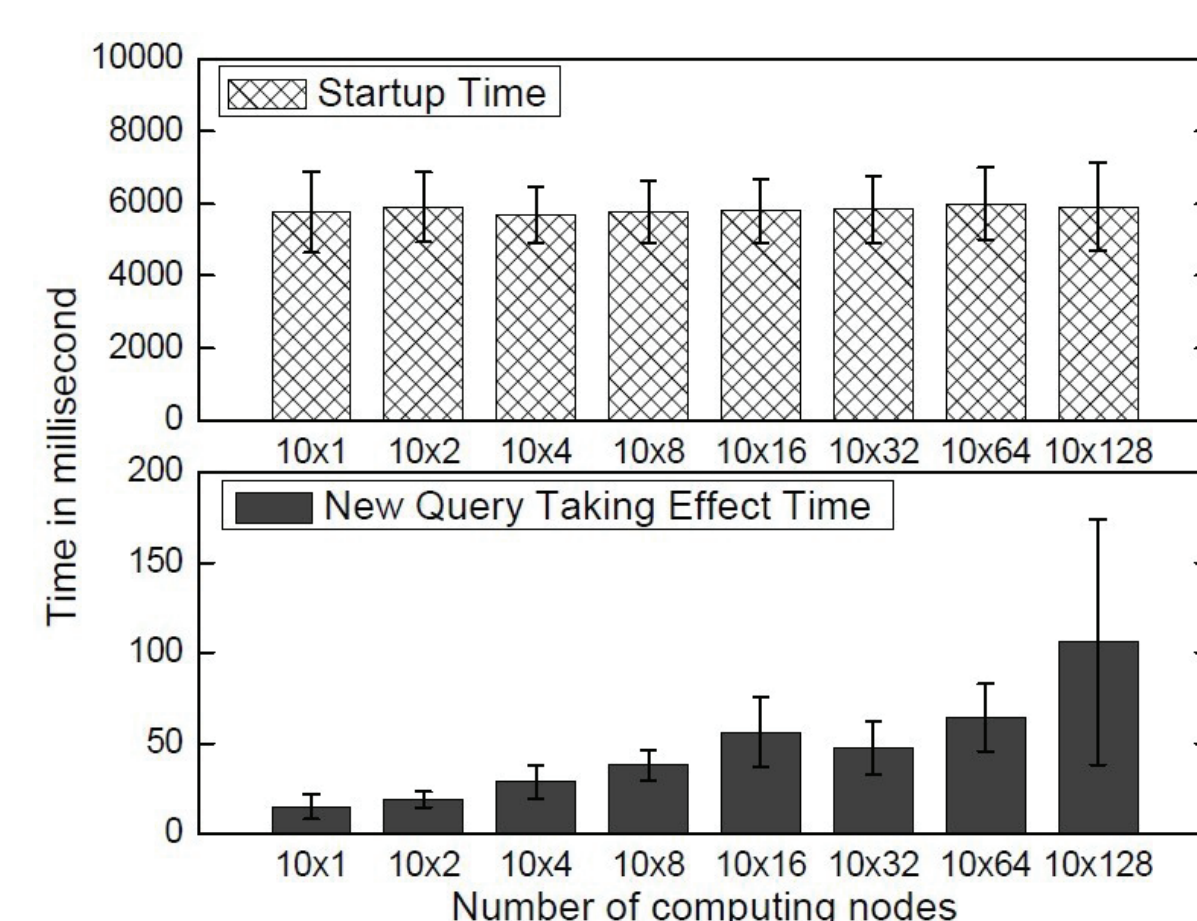 Time in millisecond
10000
Startup Time
8000
6000
4000
2000
0
10x1 10x2 10x4 10x8 10x16 10x32 10x64 10x128
200
New Query Taking Effect Time
150
100
50
0
10x1 10x2 10x4 10x8 10x16 10x32 10x64 10x128
Number of computing nodes